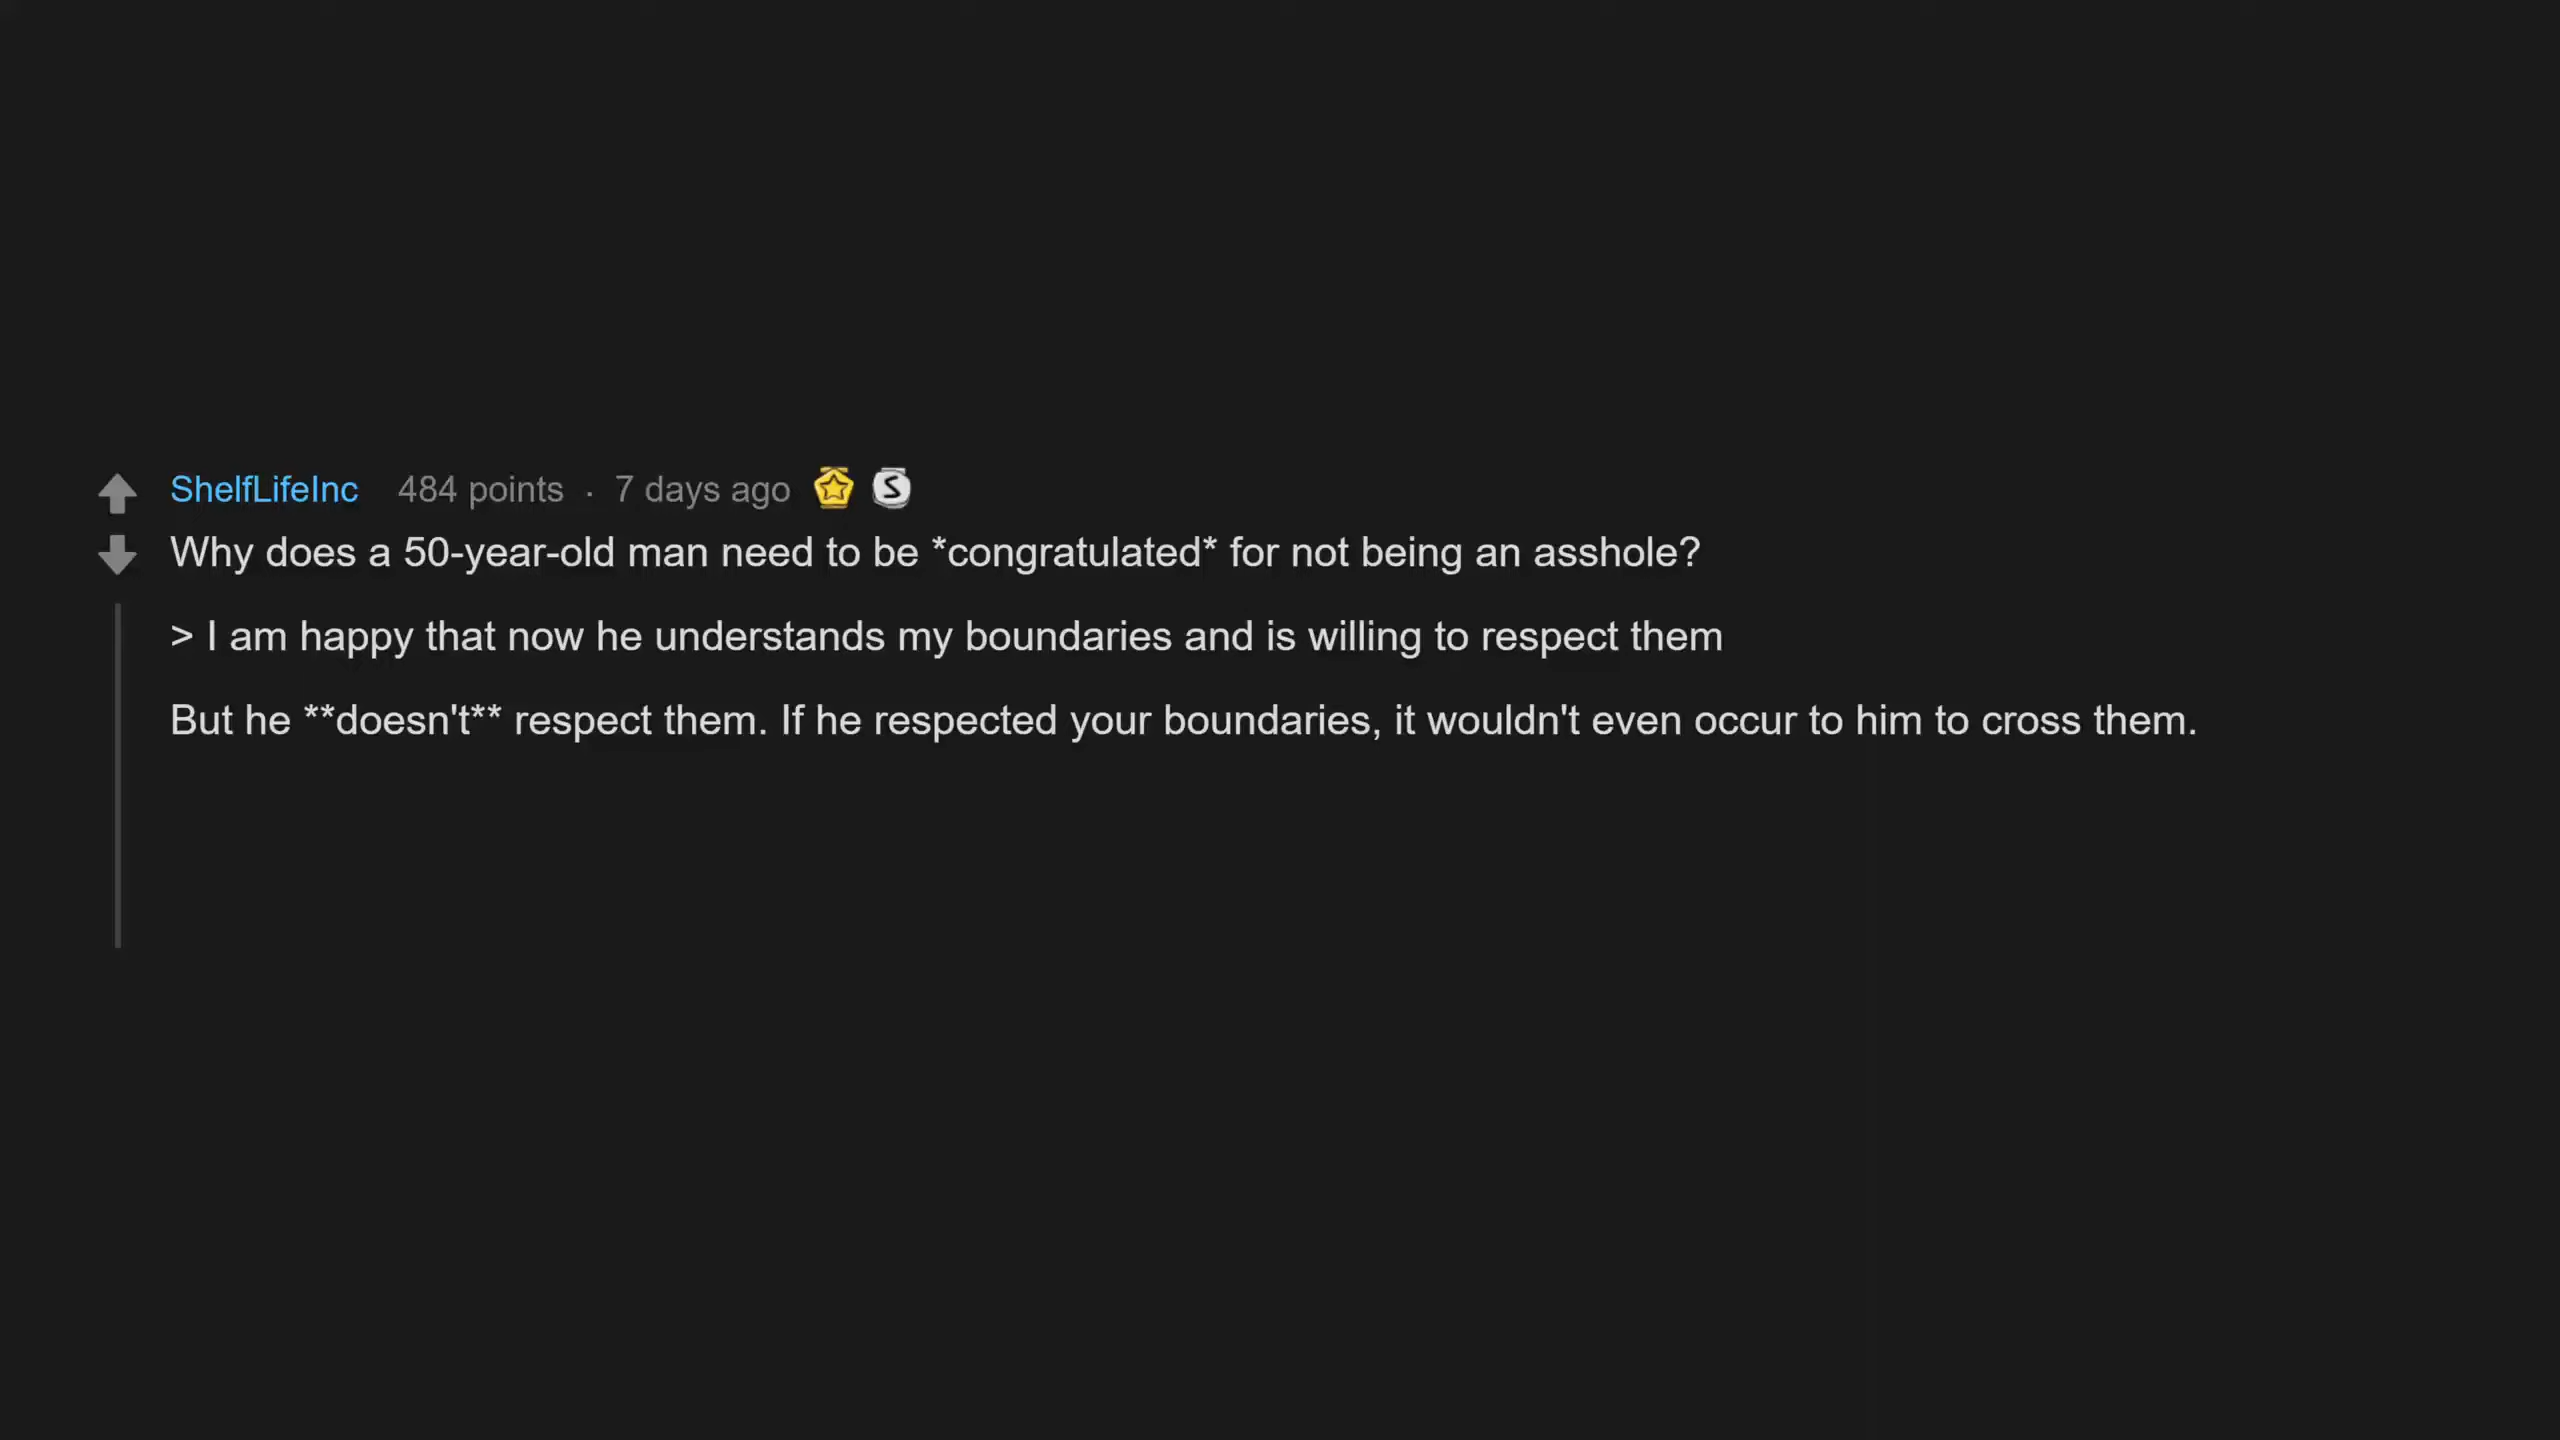 ShelfLifeInc 484 points · 7 days ago S
Why does a 50-year-old man need to be *congratulated* for not being an asshole?
> I am happy that now he understands my boundaries and is willing to respect them
But he **doesn't** respect them. If he respected your boundaries, it wouldn't even occur to him to cross them.